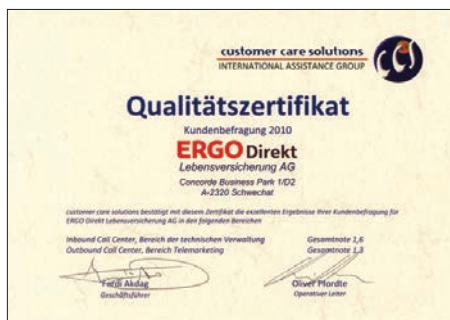 customer care solutions
INTERNATIONAL ASSISTANCE GROUP
ccs
Qualitätszertifikat
Kundenbefragung 2010
ERGO Direkt
Lebensversicherung AG
Concorde Business Park 1/D2
A-2320 Schwechat
customer care solutions bestätigt mit diesem Zertifikat die exzellenten Ergebnisse Ihrer Kundenbefragung für
ERGO Direkt Lebensversicherung AG in den folgenden Bereichen
Inbound Call Center, Bereich der technischen Verwaltung Gesamtnote 1,6
Outbound Call Center, Bereich Telemarketing Gesamtnote 1,3
Ferdi Akdag Oliver Pfordte
Geschäftsführer Operativer Leiter